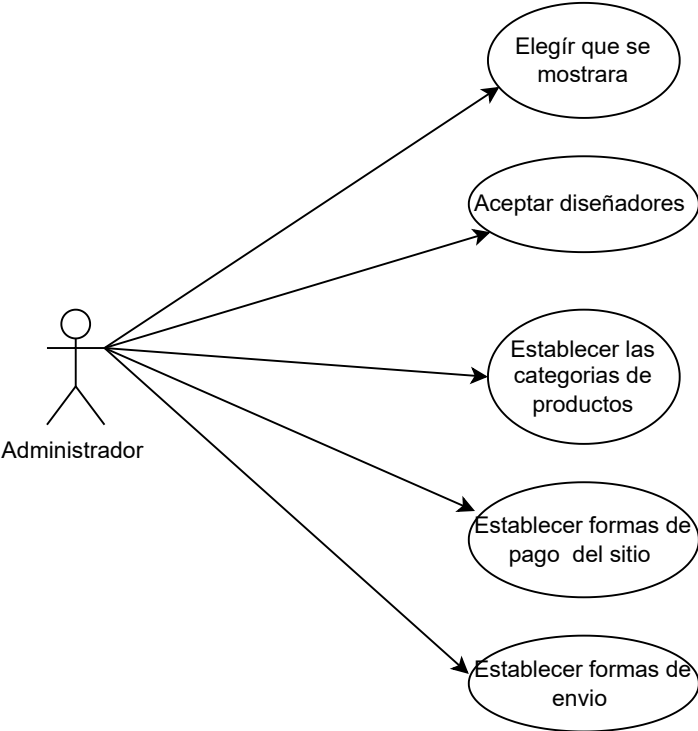 Elegír que se
mostrara
Aceptar diseñadores
Establecer las
categorias de
productos
Administrador
Establecer formas de
pago  del sitio
Establecer formas de
envio